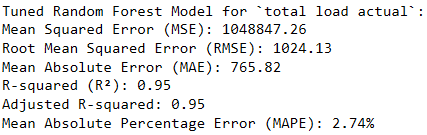 Tuned Random Forest Model for `total load actual`:
Mean Squared Error (MSE): 1048847.26
Root Mean Squared Error (RMSE): 1024.13
Mean Absolute Error (MAE): 765.82
R-squared (R²): 0.95
Adjusted R-squared: 0.95
Mean Absolute Percentage Error (MAPE): 2.74%